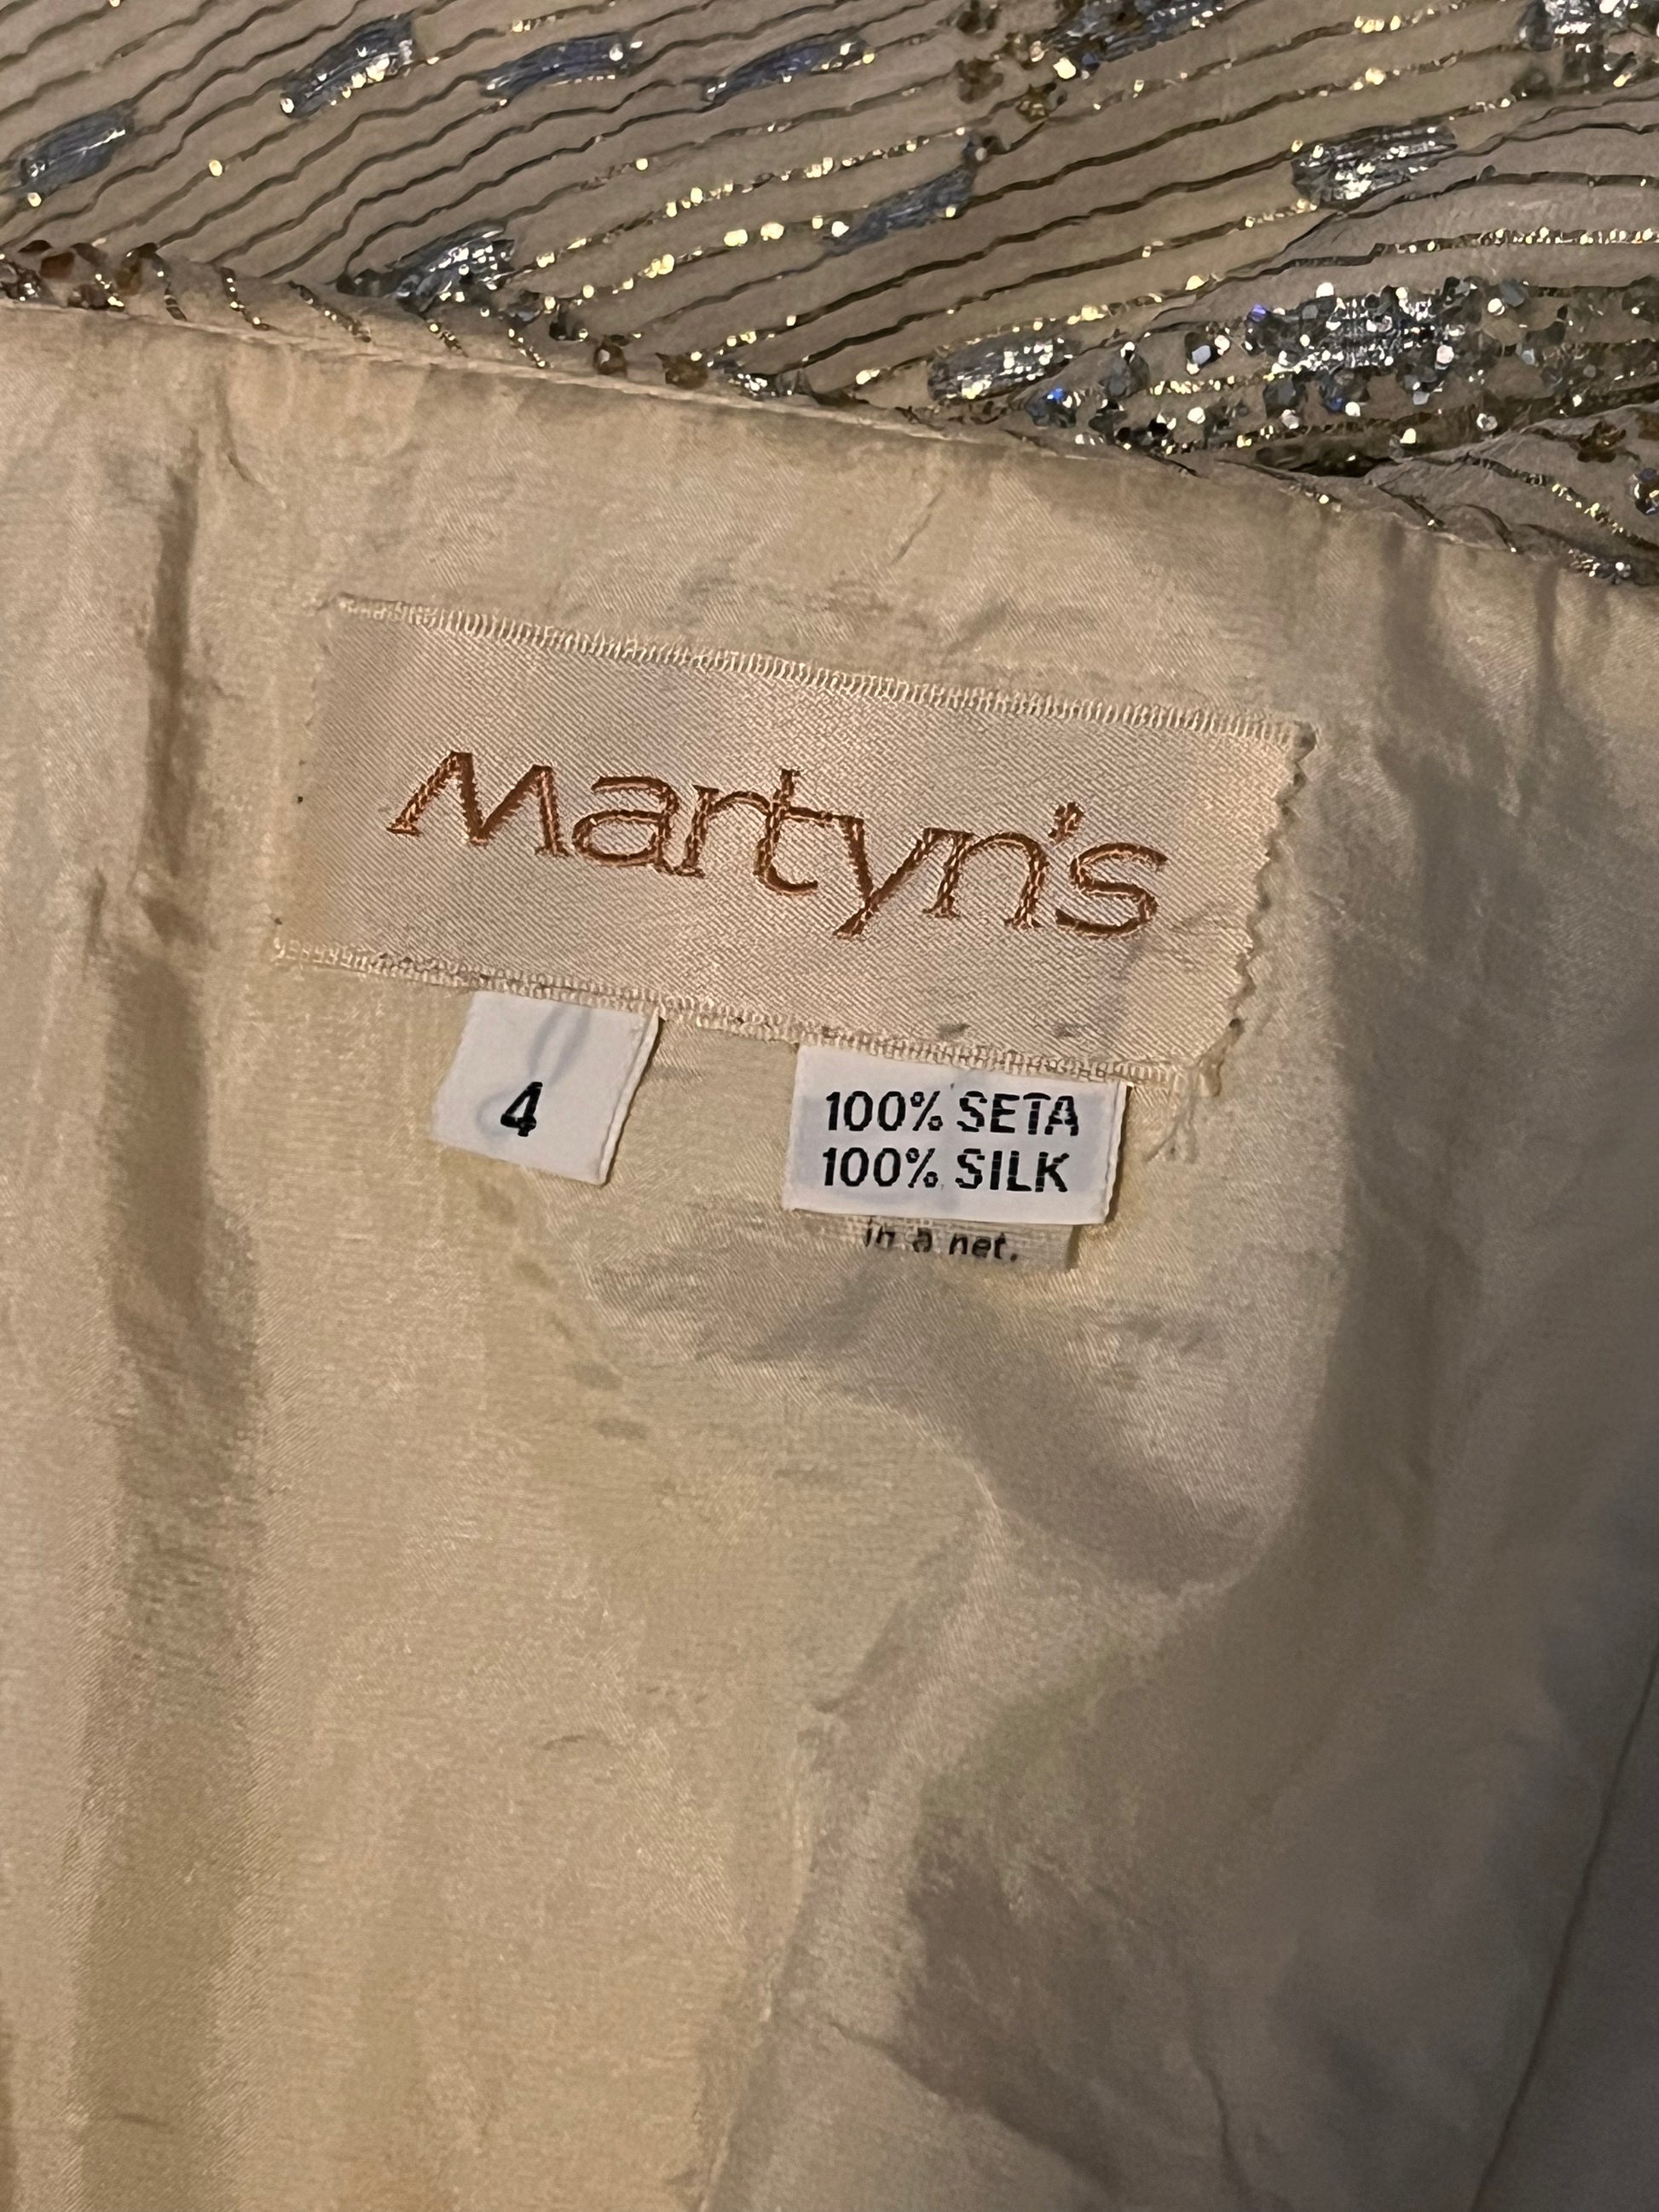 Martyn's
4
100% SETA
100% SILK
in a net.